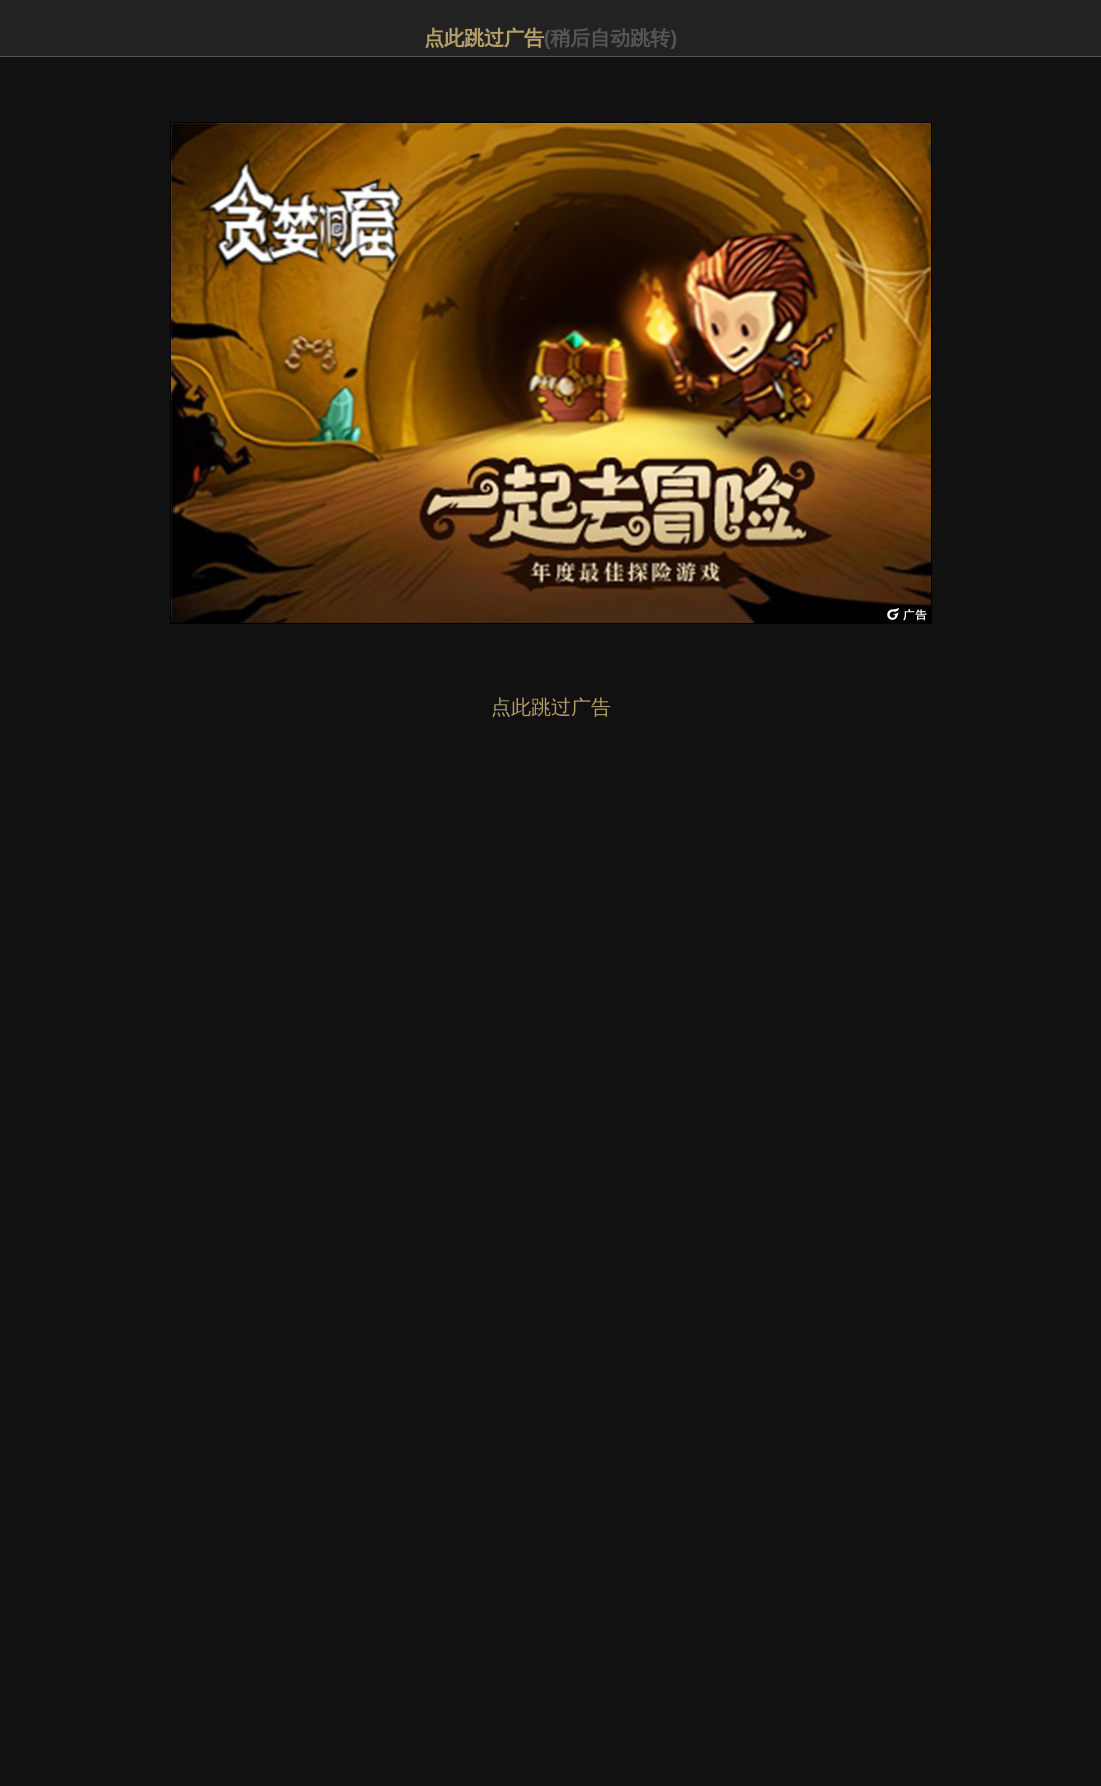 点此跳过广告(稍后自动跳转)
贪婪洞窟
一起去冒险
年度最佳探险游戏
广告
点此跳过广告